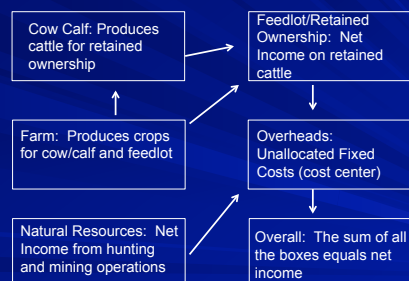 Cow Calf: Produces
cattle for retained
ownership
Feedlot/Retained
Ownership: Net
Income on retained
cattle
Farm: Produces crops
for cow/calf and feedlot
Overheads:
Unallocated Fixed
Costs (cost center)
Natural Resources: Net
Income from hunting
and mining operations
Overall: The sum of all
the boxes equals net
income